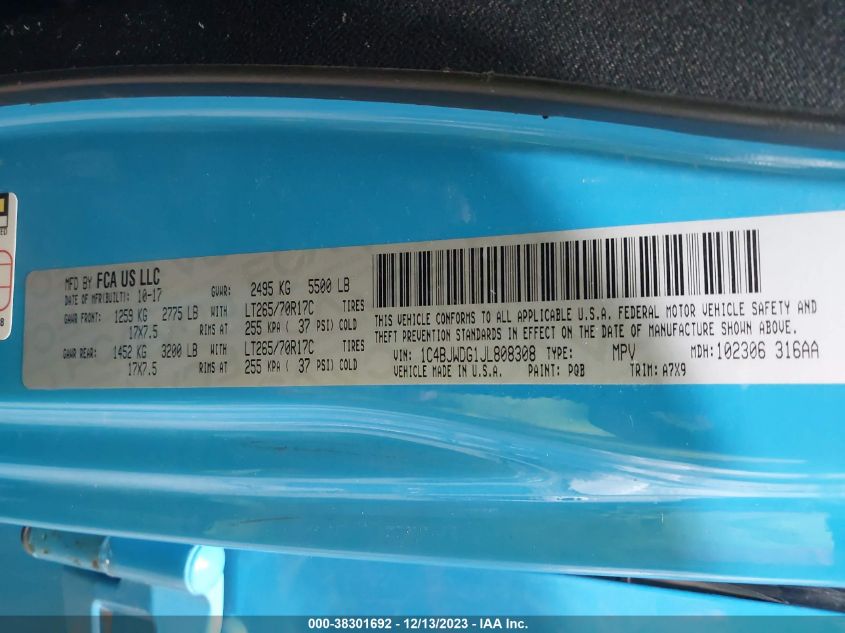 MFD BY FCA US LLC
DATE OF MFR(BUILT): 10-17 GVWR: 2495 KG 5500 LB
GAWR FRONT: 1259 KG 2775 LB WITH LT265/70R17C TIRES
17X7.5 RIMS AT 255 KPA ( 37 PSI) COLD
GAWR REAR: 1452 KG 3200 LB WITH LT265/70R17C TIRES
17X7.5 RIMS AT 255 KPA ( 37 PSI) COLD
THIS VEHICLE CONFORMS TO ALL APPLICABLE U.S.A. FEDERAL MOTOR VEHICLE SAFETY AND
THEFT PREVENTION STANDARDS IN EFFECT ON THE DATE OF MANUFACTURE SHOWN ABOVE.
VIN: 1C4BJWDG1JL808308 TYPE: MPV MDH: 102306 316AA
VEHICLE MADE IN U.S.A. PAINT: PQB TRIM: A7X9
000-38301692 - 12/13/2023 - IAA Inc.